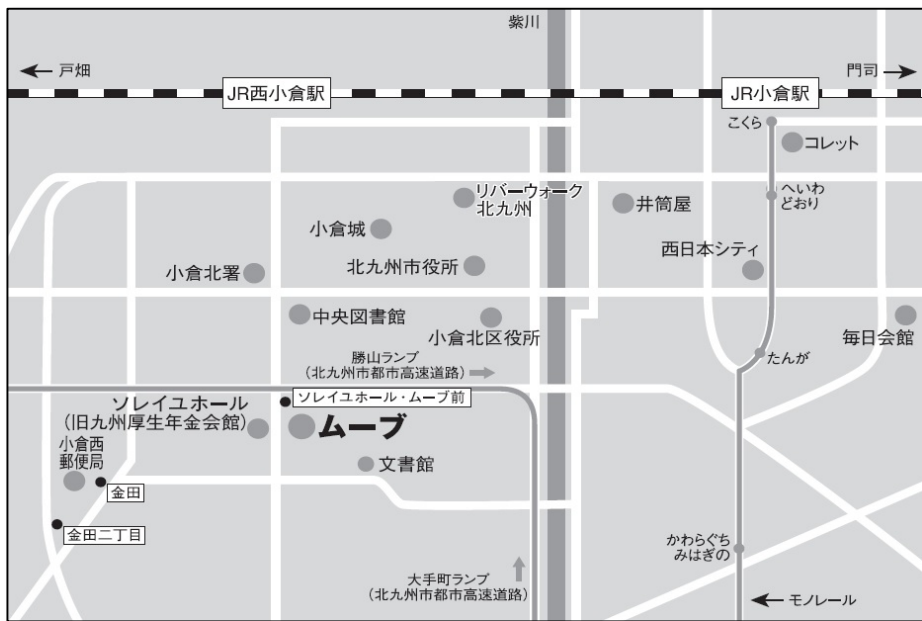 紫川
戸畑
門司
JR西小倉駅
JR小倉駅
こくら
コレット
へいわ
どおり
リバーウォーク
北九州
井筒屋
小倉城
西日本シティ
小倉北署
北九州市役所
中央図書館
小倉北区役所
毎日会館
たんが
勝山ランプ
(北九州市都市高速道路)
ソレイユホール・ムーブ前
ソレイユホール
(旧九州厚生年金会館)
ムーブ
小倉西
郵便局
文書館
金田
金田二丁目
かわらぐち
みはぎの
大手町ランプ
(北九州市都市高速道路)
モノレール